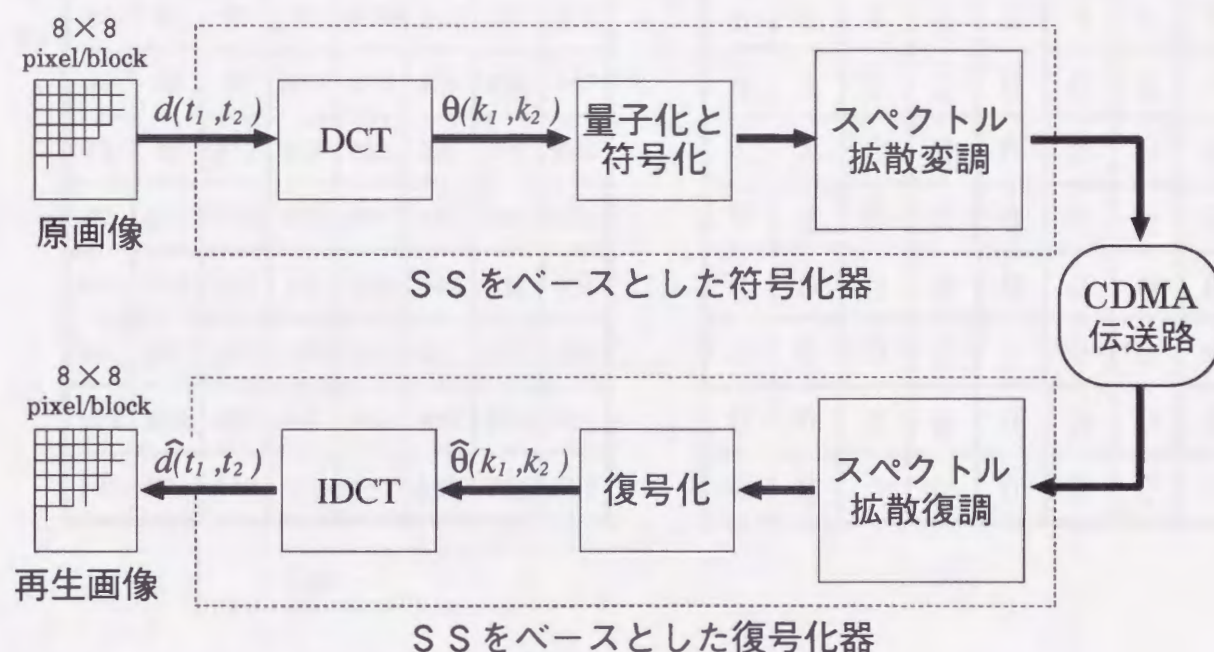 8×8
pixel/block
d(t₁,t₂)
DCT
θ(k₁,k₂)
量子化と
符号化
スペクトル
拡散変調
原画像
SSをベースとした符号化器
CDMA
伝送路
8×8
pixel/block
d̂(t₁,t₂)
IDCT
θ̂(k₁,k₂)
復号化
スペクトル
拡散復調
再生画像
SSをベースとした復号化器